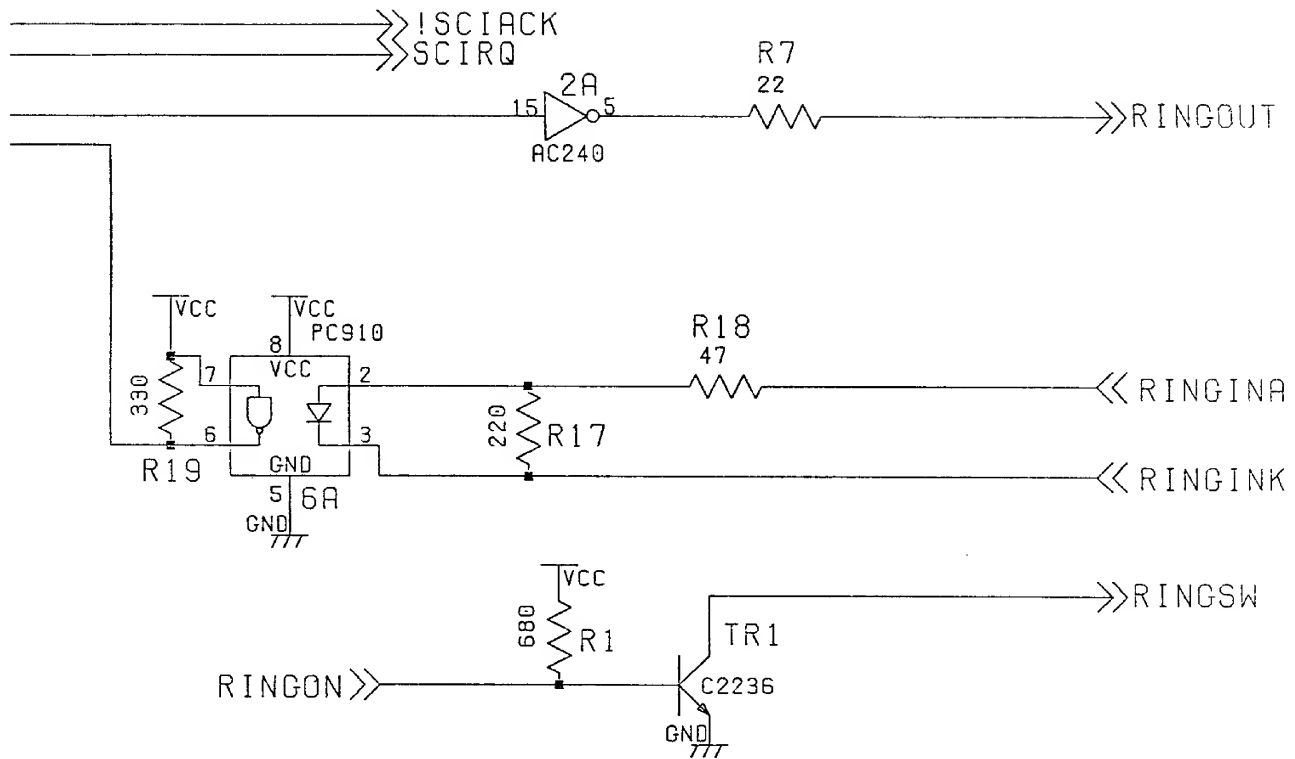 !SCIACK
SCIRQ
R7
22
2A
15
5
AC240
RINGOUT
VCC
VCC
PC910
8
VCC
R18
47
7
2
RINGINA
330
220
R17
6
3
R19
GND
RINGINK
5
6A
GND
VCC
680
R1
RINGSW
TR1
RINGON
C2236
GND